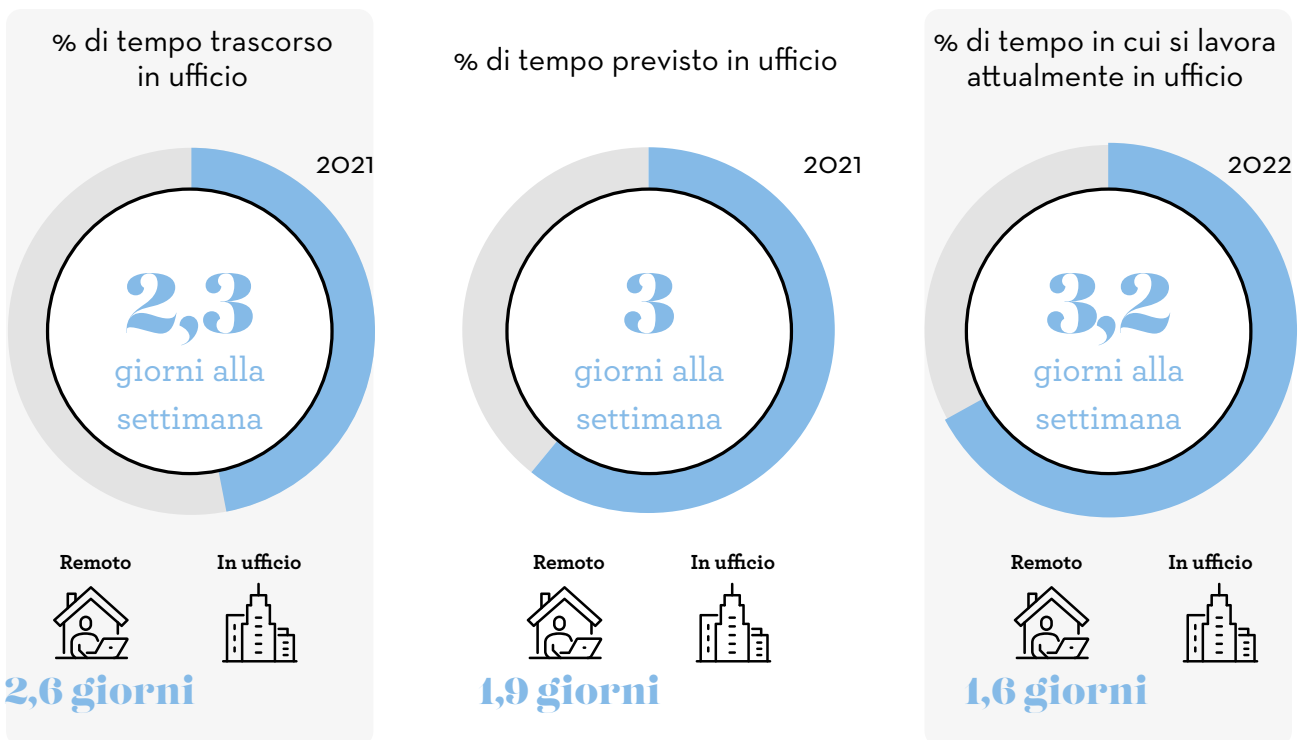 % di tempo trascorso
in ufficio
2021
2,3
giorni alla
settimana
Remoto
In ufficio
2,6 giorni
% di tempo previsto in ufficio
2021
3
giorni alla
settimana
Remoto
In ufficio
1,9 giorni
% di tempo in cui si lavora
attualmente in ufficio
2022
3,2
giorni alla
settimana
Remoto
In ufficio
1,6 giorni